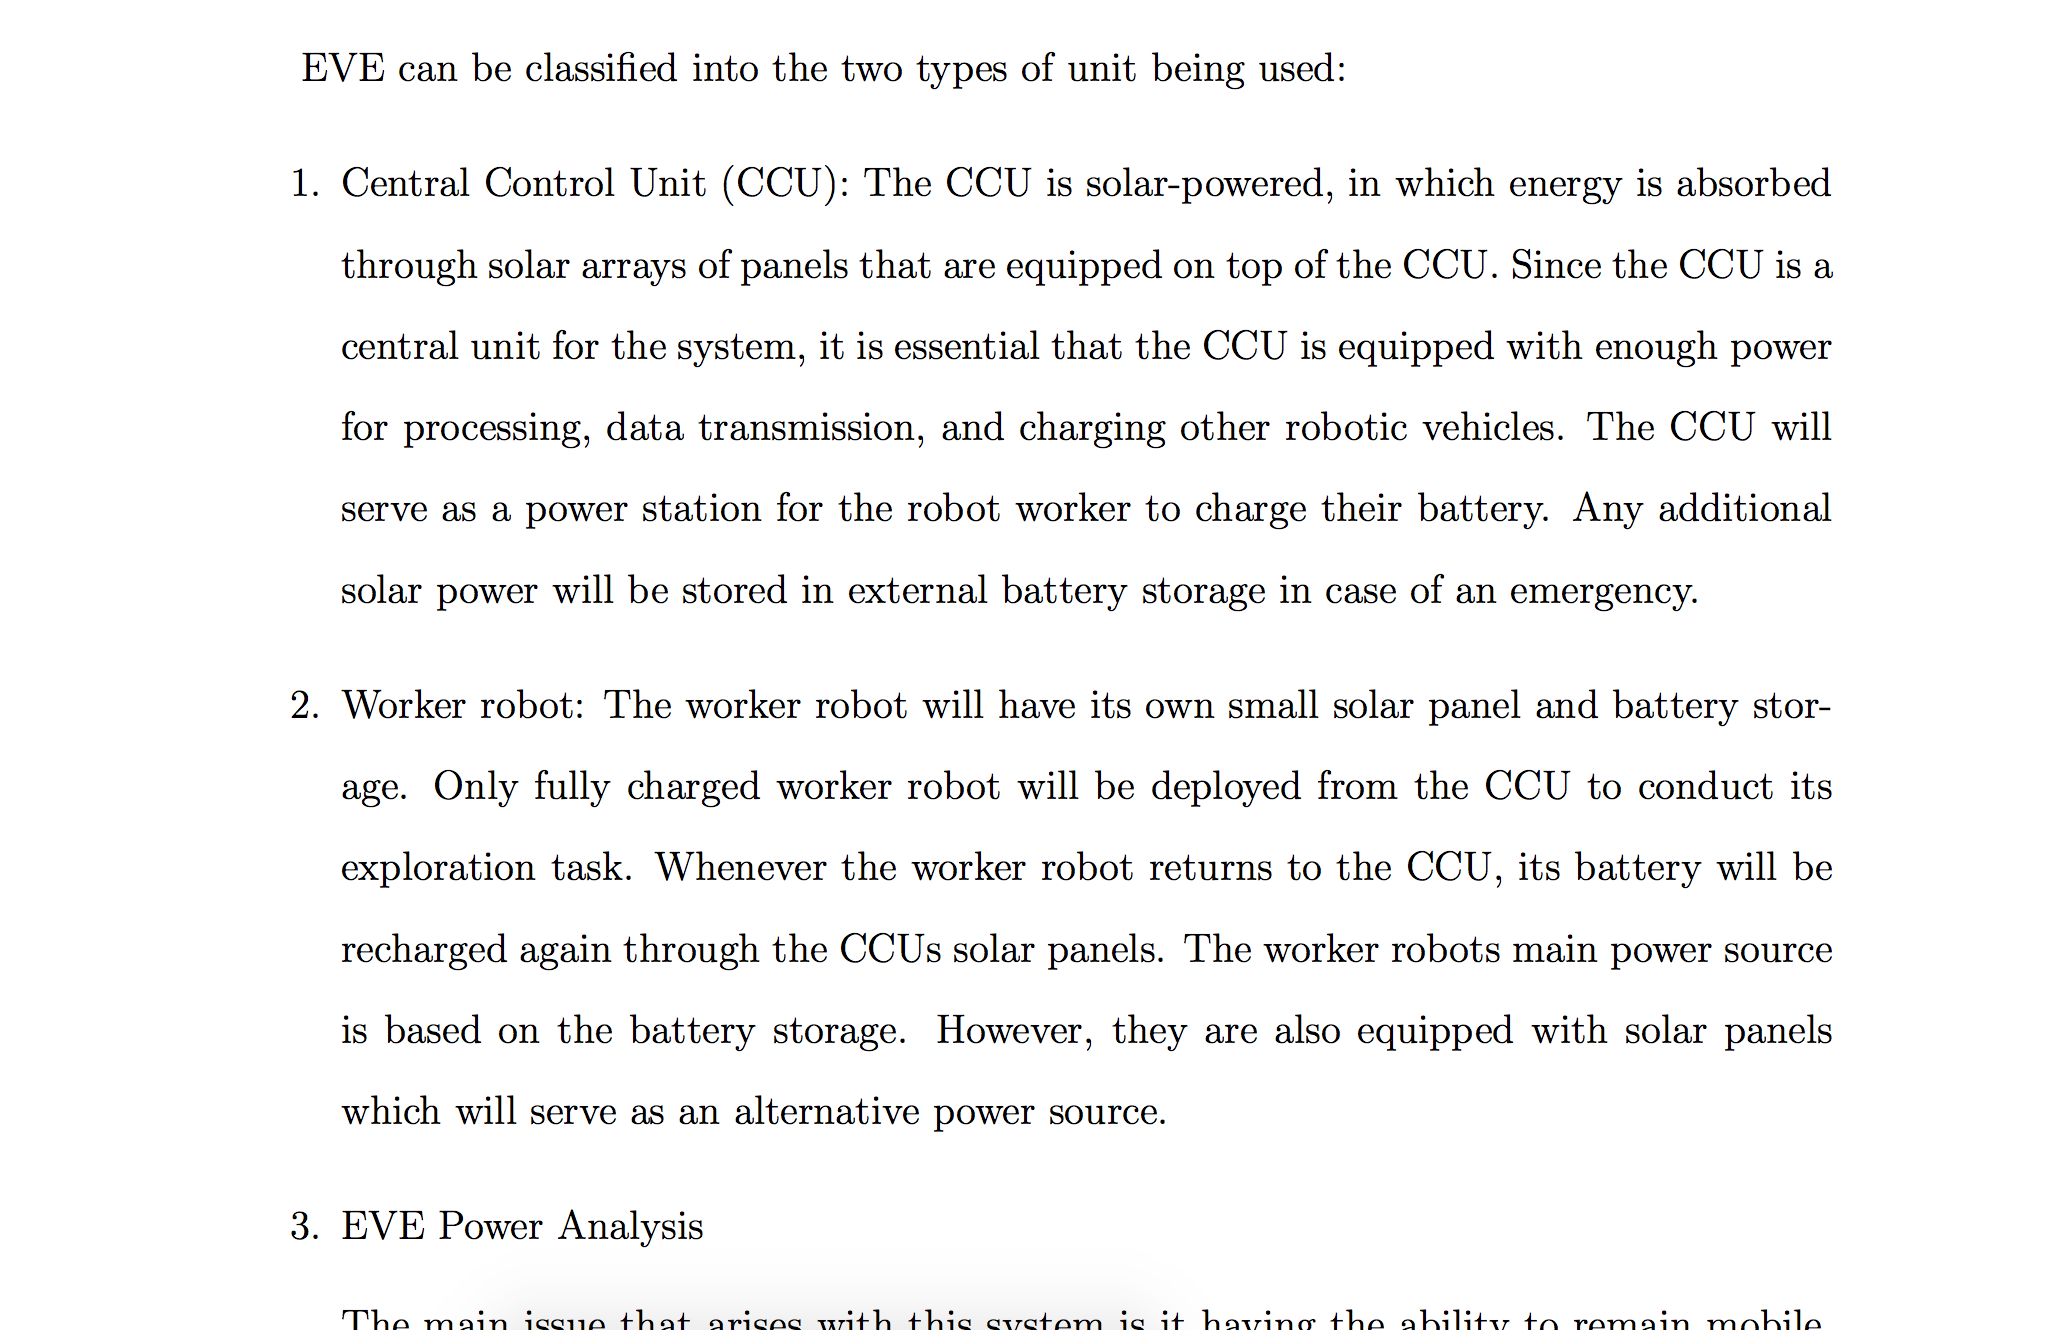 EVE can be classified into the two types of unit being used:
1. Central Control Unit (CCU): The CCU is solar-powered, in which energy is absorbed
through solar arrays of panels that are equipped on top of the CCU. Since the CCU is a
central unit for the system, it is essential that the CCU is equipped with enough power
for processing, data transmission, and charging other robotic vehicles. The CCU will
serve as a power station for the robot worker to charge their battery. Any additional
solar power will be stored in external battery storage in case of an emergency.
2. Worker robot: The worker robot will have its own small solar panel and battery stor-
age. Only fully charged worker robot will be deployed from the CCU to conduct its
exploration task. Whenever the worker robot returns to the CCU, its battery will be
recharged again through the CCUs solar panels. The worker robots main power source
is based on the battery storage. However, they are also equipped with solar panels
which will serve as an alternative power source.
3. EVE Power Analysis
The main issue that arises with this system is it having the ability to remain mobile